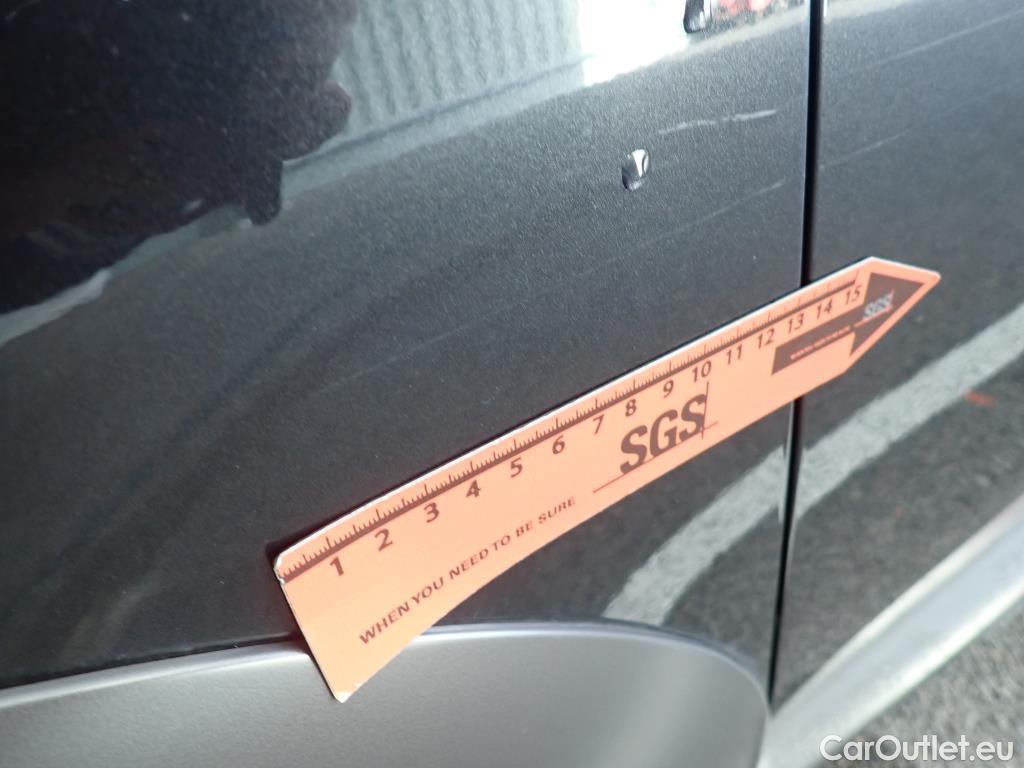 1 2 3 4 5 6 7 8 9 10 11 12 13 14 15
SGS
SGS
WHEN YOU NEED TO BE SURE
CarOutlet.eu